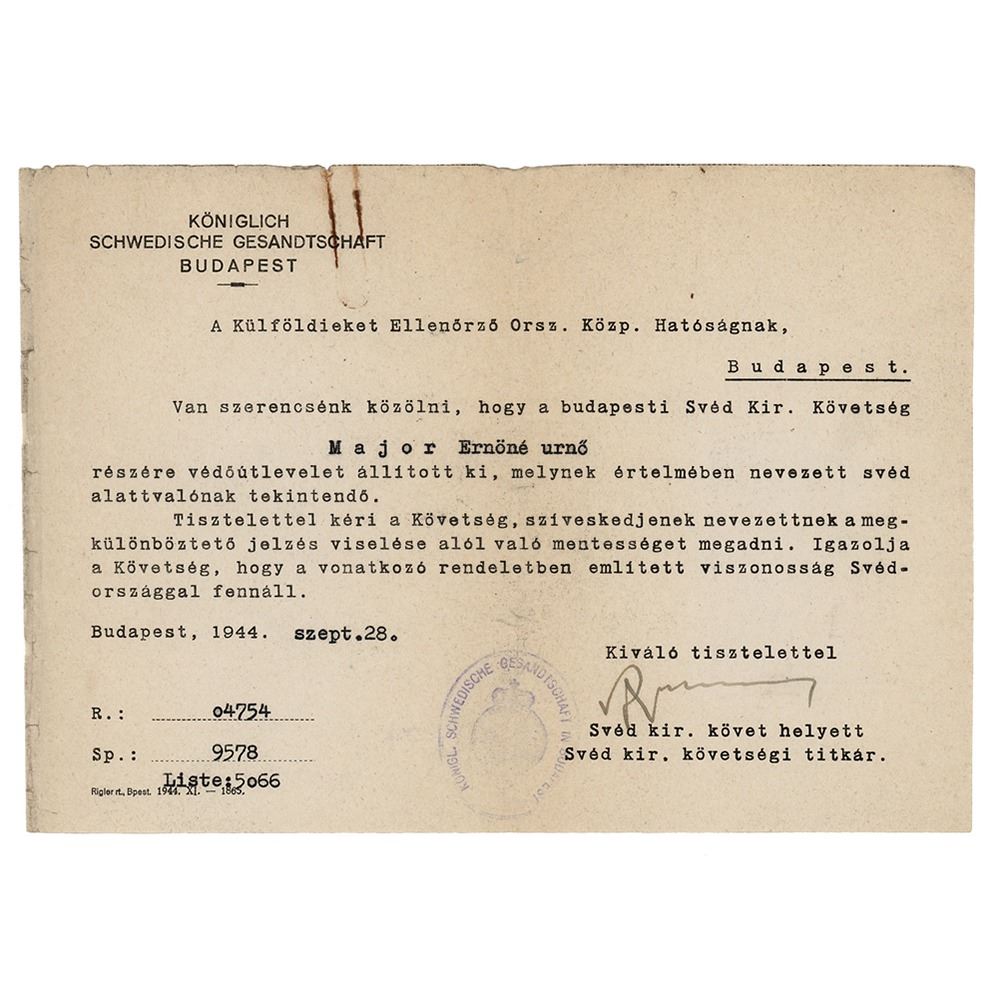 KÖNIGLICH
SCHWEDISCHE GESANDTSCHAFT
BUDAPEST
A Külföldieket Ellenőrző Orsz. Közp. Hatóságnak,
Budapest.
Van szerencsénk közölni, hogy a budapesti Svéd Kir. Követség
Major Ernöné urnő
részére védőútlevelet állított ki, melynek értelmében nevezett svéd
alattvalónak tekintendő.
Tisztelettel kéri a Követség, szíveskedjenek nevezettnek a meg-
különböztető jelzés viselése alól való mentességet megadni. Igazolja
a Követség, hogy a vonatkozó rendeletben említett viszonosság Svéd-
országgal fennáll.
Budapest, 1944. szept.28.
Kiváló tisztelettel
Svéd kir. követ helyett
Svéd kir. követségi titkár.
R.: 04754
Sp.: 9578
Liste:5066
Rigler rt., Bpest. 1944. XI. — 1865.
KÖNIGL. SCHWEDISCHE GESANDTSCHAFT IN BUDAPEST